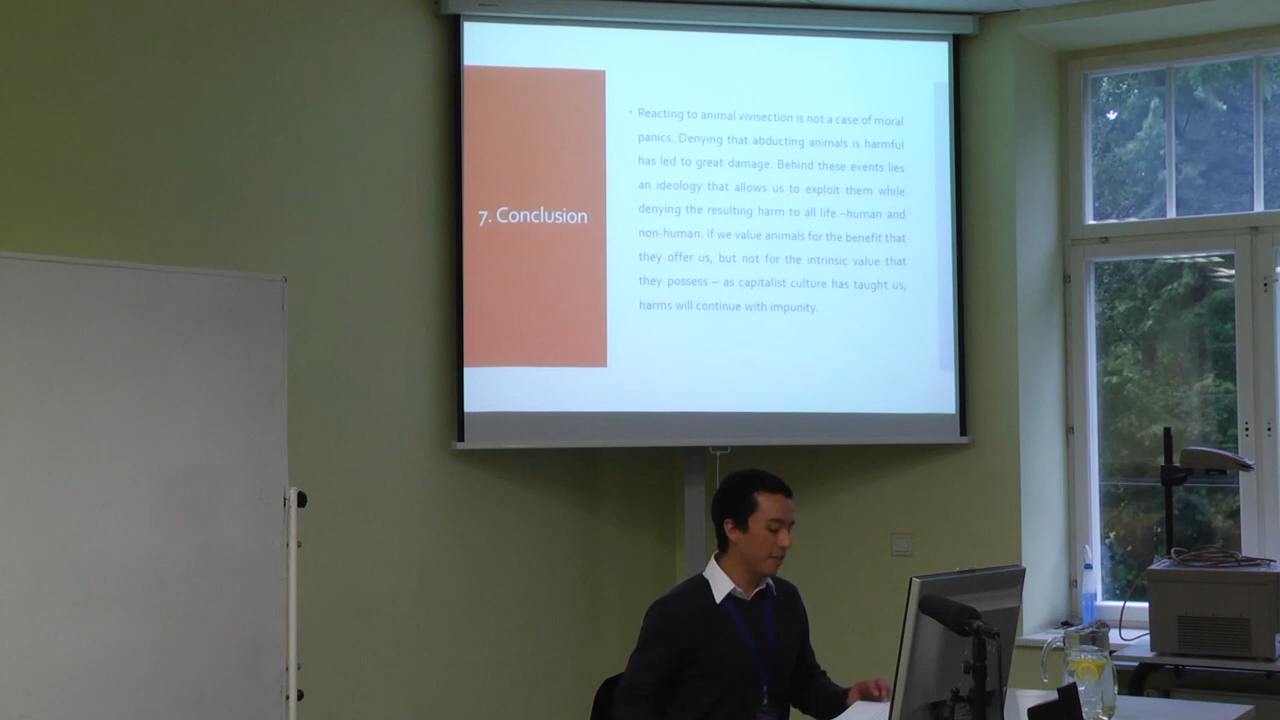 7. Conclusion
• Reacting to animal vivisection is not a case of moral
panics. Denying that abducting animals is harmful
has led to great damage. Behind these events lies
an ideology that allows us to exploit them while
denying the resulting harm to all life –human and
non-human. If we value animals for the benefit that
they offer us, but not for the intrinsic value that
they possess – as capitalist culture has taught us,
harms will continue with impunity.